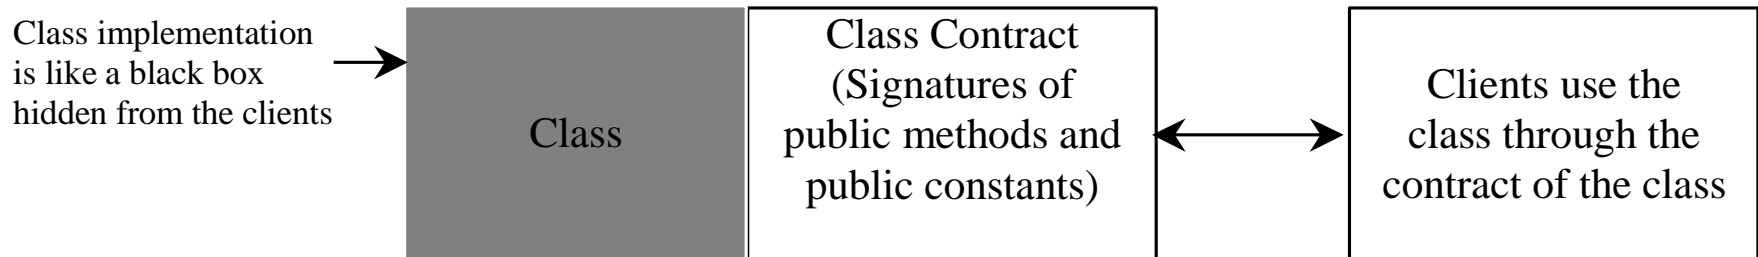 Class implementation
is like a black box
hidden from the clients
Class
Class Contract
(Signatures of
public methods and
public constants)
Clients use the
class through the
contract of the class